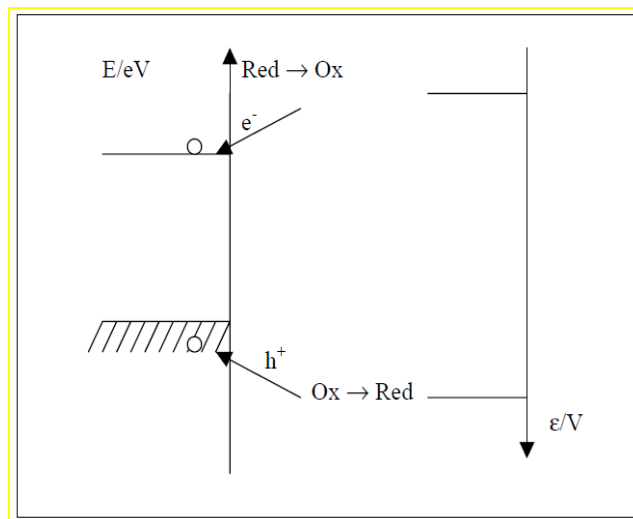 E/eV
Red → Ox
e⁻
h⁺
Ox → Red
ε/V